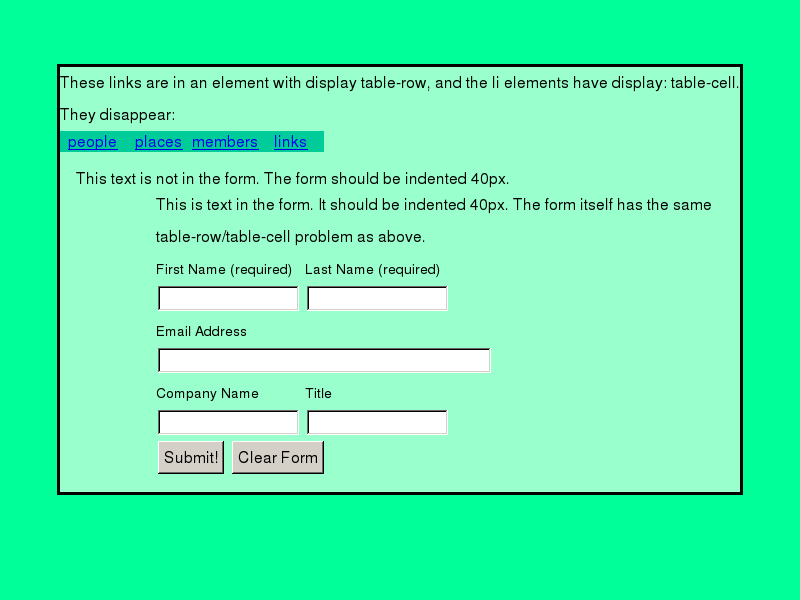 These links are in an element with display table-row, and the li elements have display: table-cell.
They disappear:
people places members links
This text is not in the form. The form should be indented 40px.
This is text in the form. It should be indented 40px. The form itself has the same
table-row/table-cell problem as above.
First Name (required) Last Name (required)
Email Address
Company Name Title
Submit! Clear Form